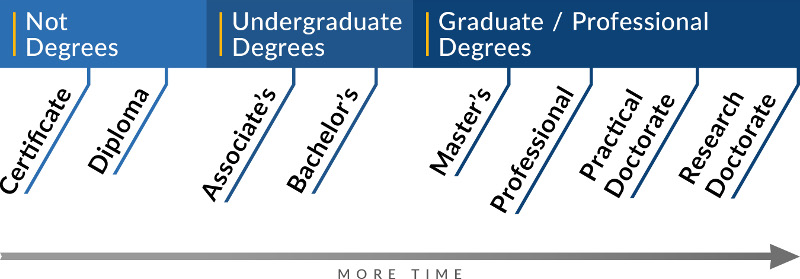 Not
Degrees
Undergraduate
Degrees
Graduate / Professional
Degrees
Certificate
Diploma
Associate's
Bachelor's
Master's
Professional
Practical
Doctorate
Research
Doctorate
MORE TIME